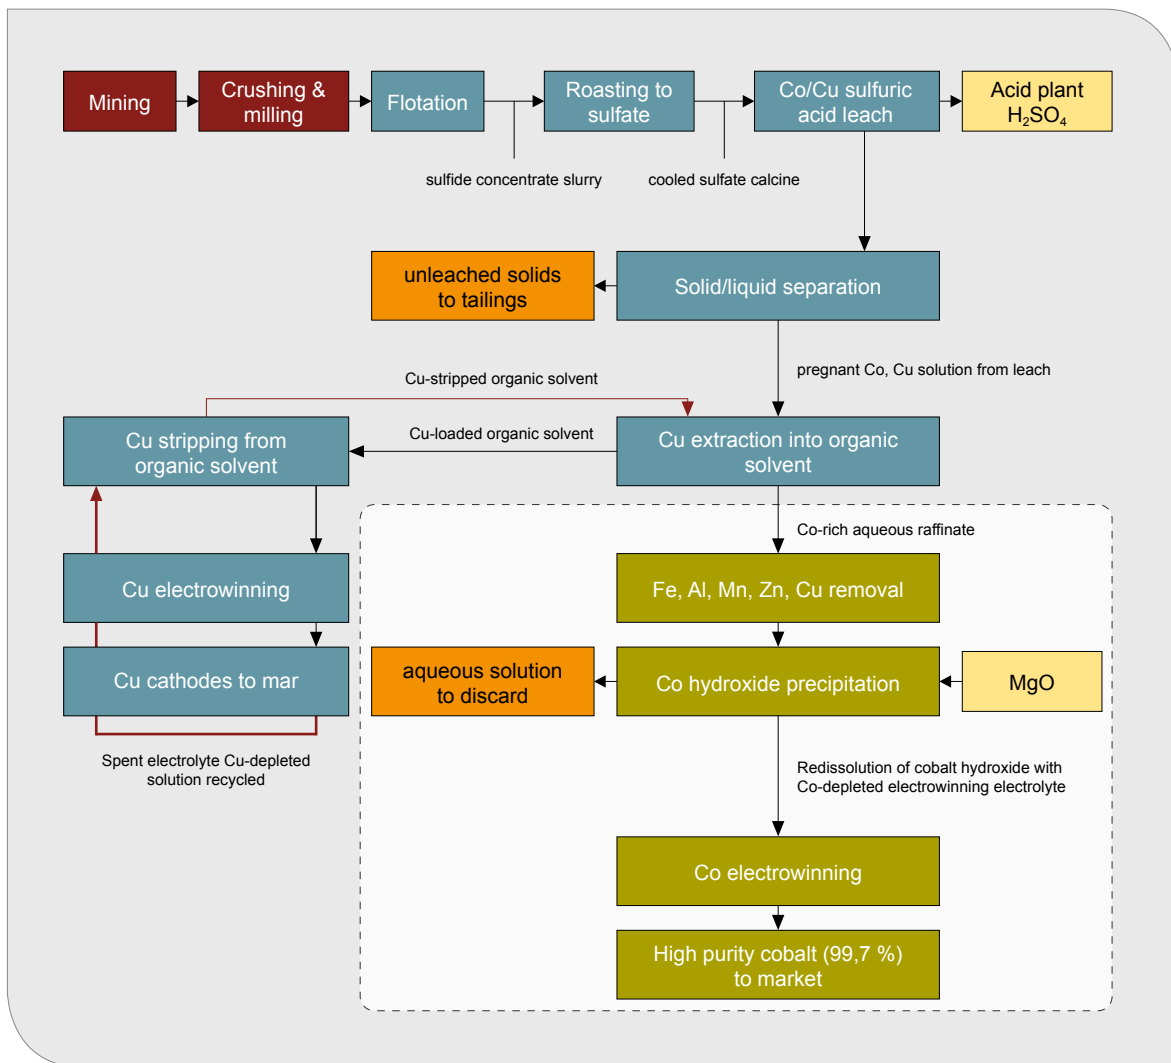 Mining
Crushing &
milling
Flotation
Roasting to
sulfate
Co/Cu sulfuric
acid leach
Acid plant
H₂SO₄
sulfide concentrate slurry
cooled sulfate calcine
unleached solids
to tailings
Solid/liquid separation
pregnant Co, Cu solution from leach
Cu-stripped organic solvent
Cu-loaded organic solvent
Cu stripping from
organic solvent
Cu extraction into organic
solvent
Co-rich aqueous raffinate
Cu electrowinning
Fe, Al, Mn, Zn, Cu removal
Cu cathodes to mar
aqueous solution
to discard
Co hydroxide precipitation
MgO
Spent electrolyte Cu-depleted
solution recycled
Redissolution of cobalt hydroxide with
Co-depleted electrowinning electrolyte
Co electrowinning
High purity cobalt (99,7 %)
to market